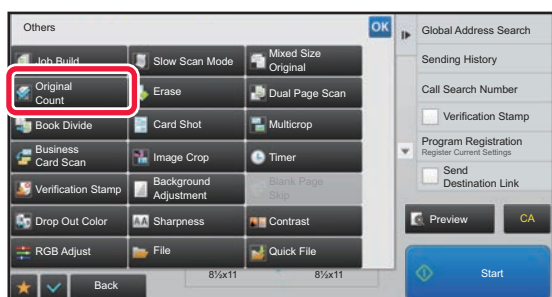 Others
OK
Job Build
Slow Scan Mode
Mixed Size
Original
Original
Count
Erase
Dual Page Scan
Book Divide
Card Shot
Multicrop
Business
Card Scan
Image Crop
Timer
Verification Stamp
Background
Adjustment
Blank Page
Skip
Drop Out Color
Sharpness
Contrast
RGB Adjust
File
Quick File
Back
8½x11
8½x11
Global Address Search
Sending History
Call Search Number
Verification Stamp
Program Registration
Register Current Settings
Send
Destination Link
Preview
CA
Start